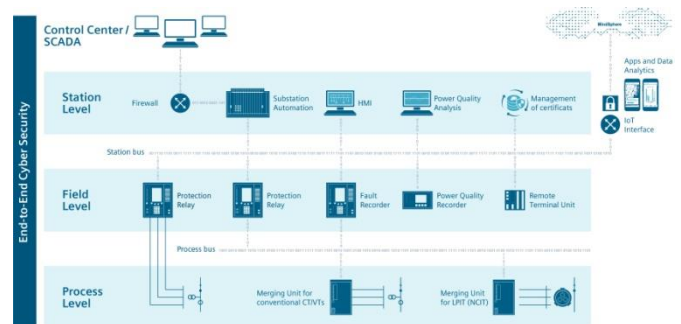 Control Center /
SCADA
MindSphere
Apps and Data
Analytics
IoT
Interface
End-to-End Cyber Security
Station
Level
Firewall
Substation
Automation
HMI
Power Quality
Analysis
Management
of certificats
Station bus
Field
Level
Protection
Relay
Protection
Relay
Fault
Recorder
Power Quality
Recorder
Remote
Terminal Unit
Process bus
Process
Level
Merging Unit for
conventional CT/VTs
Merging Unit
for LPIT (NCIT)